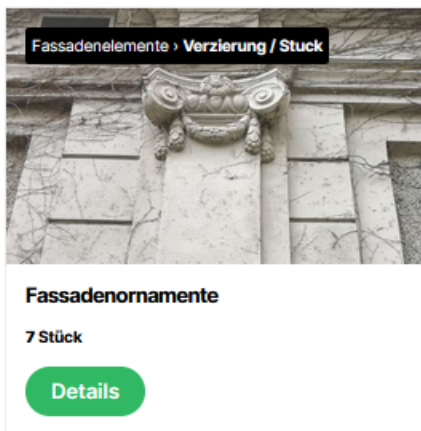 Fassadenelemente › Verzierung / Stuck
Fassadenornamente
7 Stück
Details